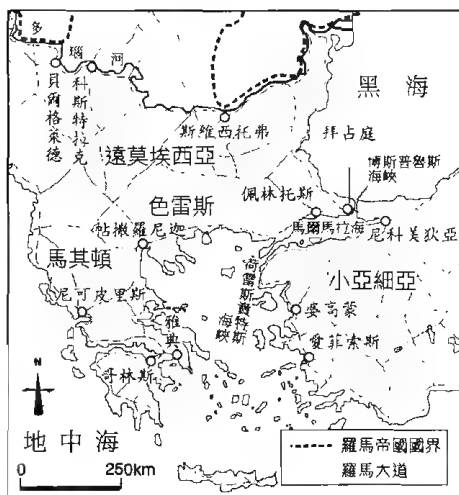 多
瑙
河
黑海
貝爾格萊德
科斯特拉克
斯維西托弗
拜占庭
遠莫埃西亞
博斯普魯斯
海峽
色雷斯
佩林托斯
馬爾馬拉海
尼科美狄亞
帖撒羅尼迦
馬其頓
荷雷斯爾特斯
海峽
小亞細亞
尼可皮里斯
麥高蒙
雅典
愛菲索斯
哥林斯
N
地中海
0 250km
羅馬帝國國界
羅馬大道